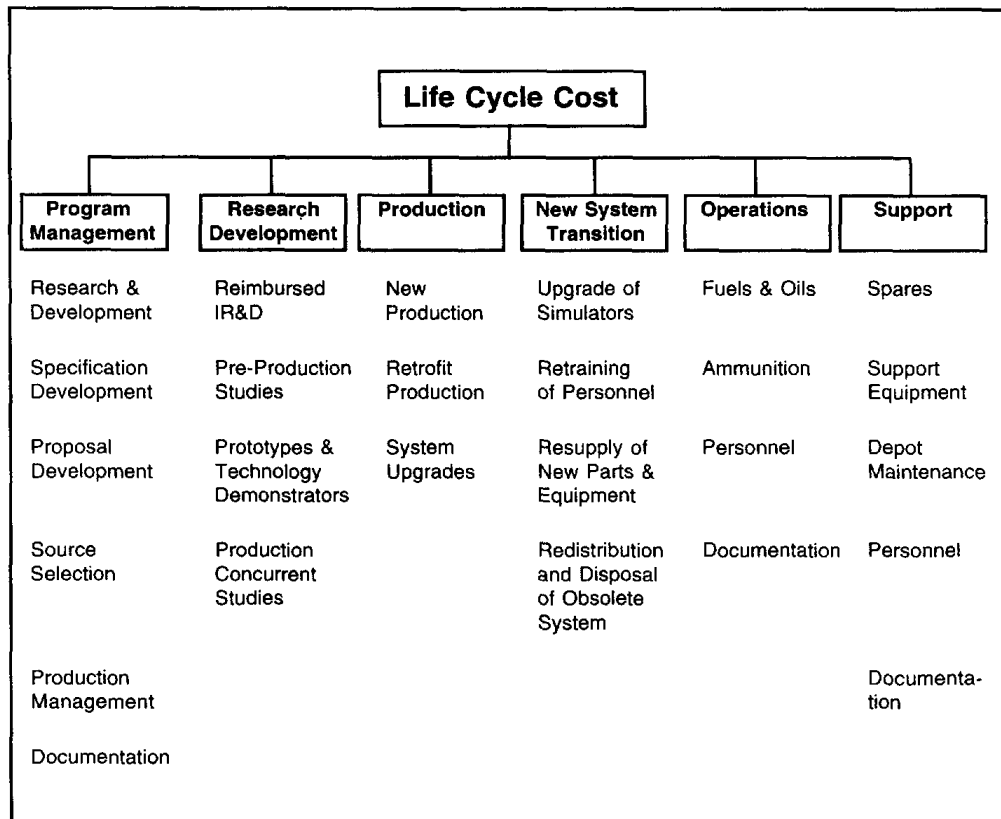 Life Cycle Cost
Program
Management
Research &
Development
Specification
Development
Proposal
Development
Source
Selection
Production
Management
Documentation
Research
Development
Reimbursed
IR&D
Pre-Production
Studies
Prototypes &
Technology
Demonstrators
Production
Concurrent
Studies
Production
New
Production
Retrofit
Production
System
Upgrades
New System
Transition
Upgrade of
Simulators
Retraining
of Personnel
Resupply of
New Parts &
Equipment
Redistribution
and Disposal
of Obsolete
System
Operations
Fuels & Oils
Ammunition
Personnel
Documentation
Support
Spares
Support
Equipment
Depot
Maintenance
Personnel
Documenta-
tion